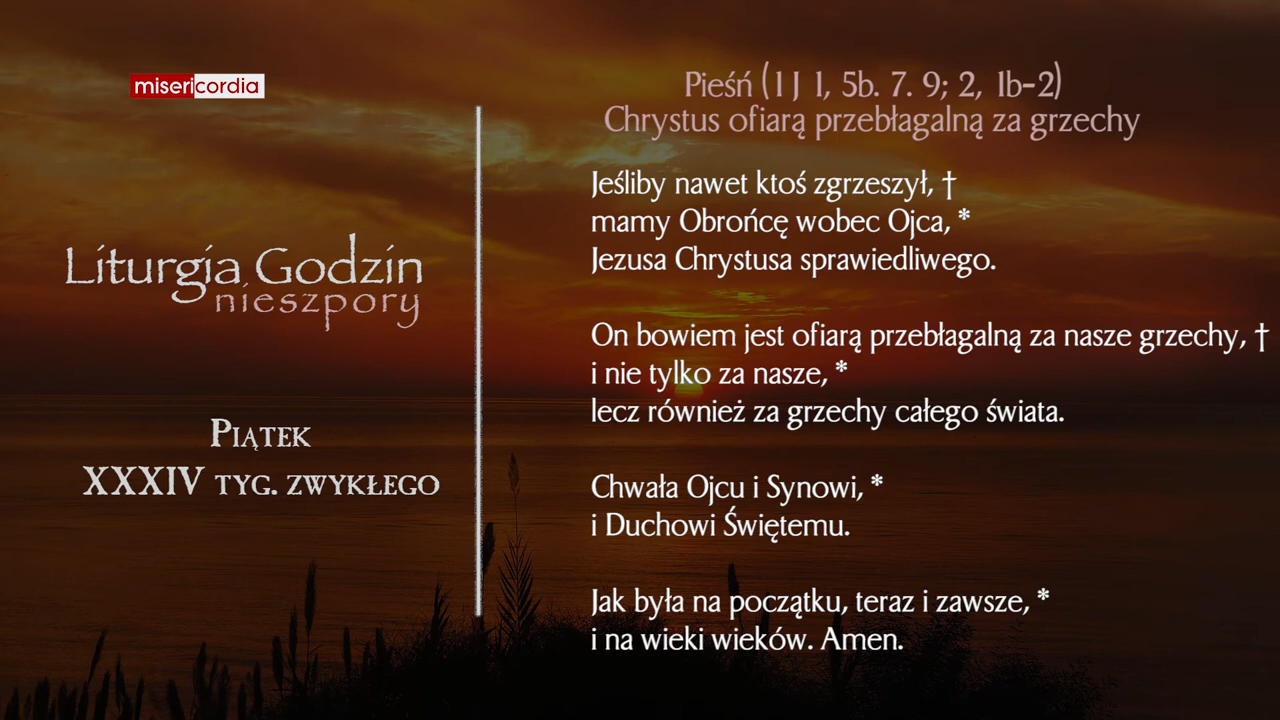 misericordia
Liturgia Godzin
nieszpory
Piątek
XXXIV tyg. zwykłego
Pieśń (1 J 1, 5b. 7. 9; 2, 1b-2)
Chrystus ofiarą przebłagalną za grzechy
Jeśliby nawet ktoś zgrzeszył, †
mamy Obrońcę wobec Ojca, *
Jezusa Chrystusa sprawiedliwego.
On bowiem jest ofiarą przebłagalną za nasze grzechy, †
i nie tylko za nasze, *
lecz również za grzechy całego świata.
Chwała Ojcu i Synowi, *
i Duchowi Świętemu.
Jak była na początku, teraz i zawsze, *
i na wieki wieków. Amen.